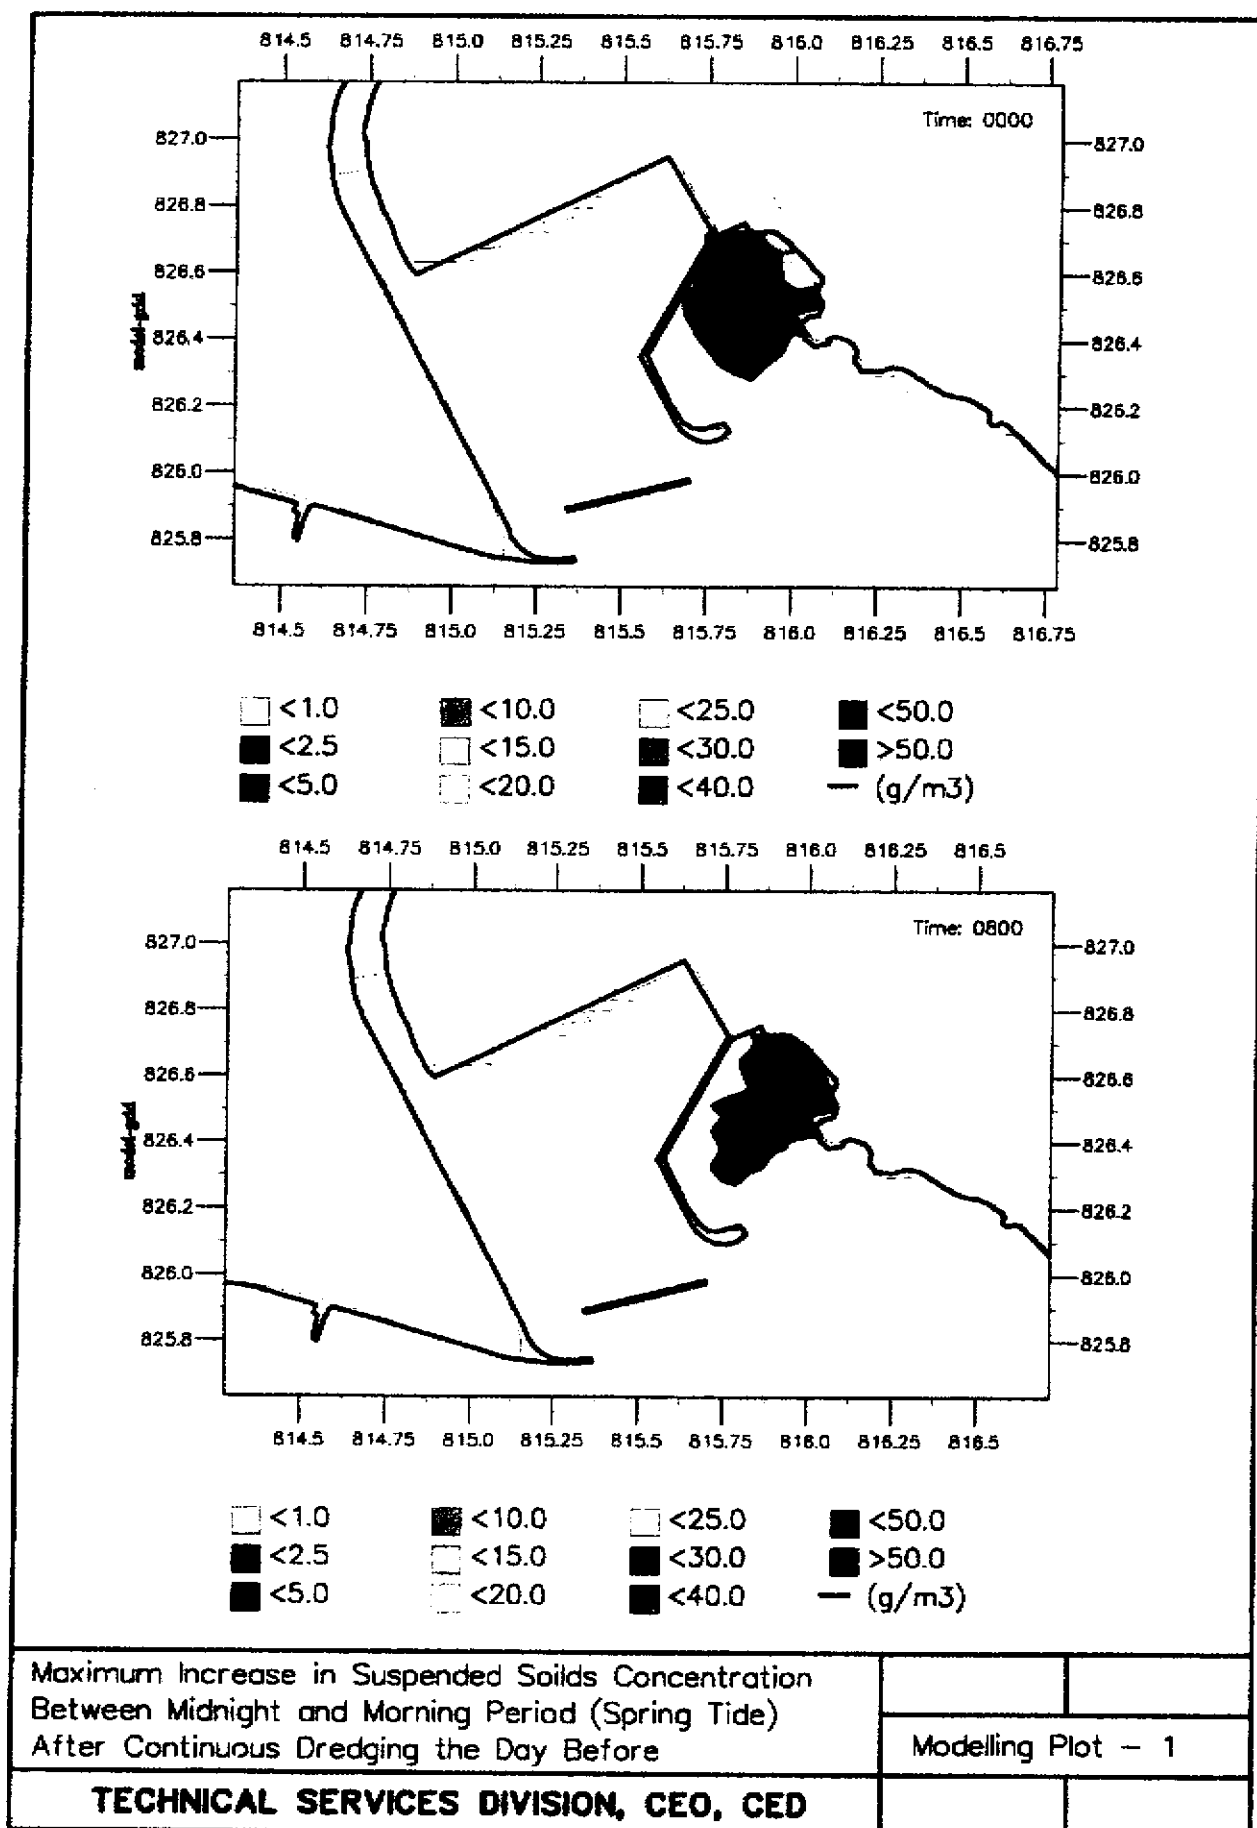 814.5 814.75 815.0 815.25 815.5 815.75 816.0 816.25 816.5 816.75
Time: 0000
827.0 827.0
826.8 826.8
826.6 826.6
model-grid
826.4 826.4
826.2 826.2
826.0 826.0
825.8 825.8
814.5 814.75 815.0 815.25 815.5 815.75 816.0 816.25 816.5 816.75
<1.0 <10.0 <25.0 <50.0
<2.5 <15.0 <30.0 >50.0
<5.0 <20.0 <40.0 (g/m3)
814.5 814.75 815.0 815.25 815.5 815.75 816.0 816.25 816.5
Time: 0800
827.0 827.0
826.8 826.8
826.6 826.6
model-grid
826.4 826.4
826.2 826.2
826.0 826.0
825.8 825.8
814.5 814.75 815.0 815.25 815.5 815.75 816.0 816.25 816.5
<1.0 <10.0 <25.0 <50.0
<2.5 <15.0 <30.0 >50.0
<5.0 <20.0 <40.0 (g/m3)
Maximum Increase in Suspended Soilds Concentration
Between Midnight and Morning Period (Spring Tide)
After Continuous Dredging the Day Before
Modelling Plot – 1
TECHNICAL SERVICES DIVISION, CEO, CED